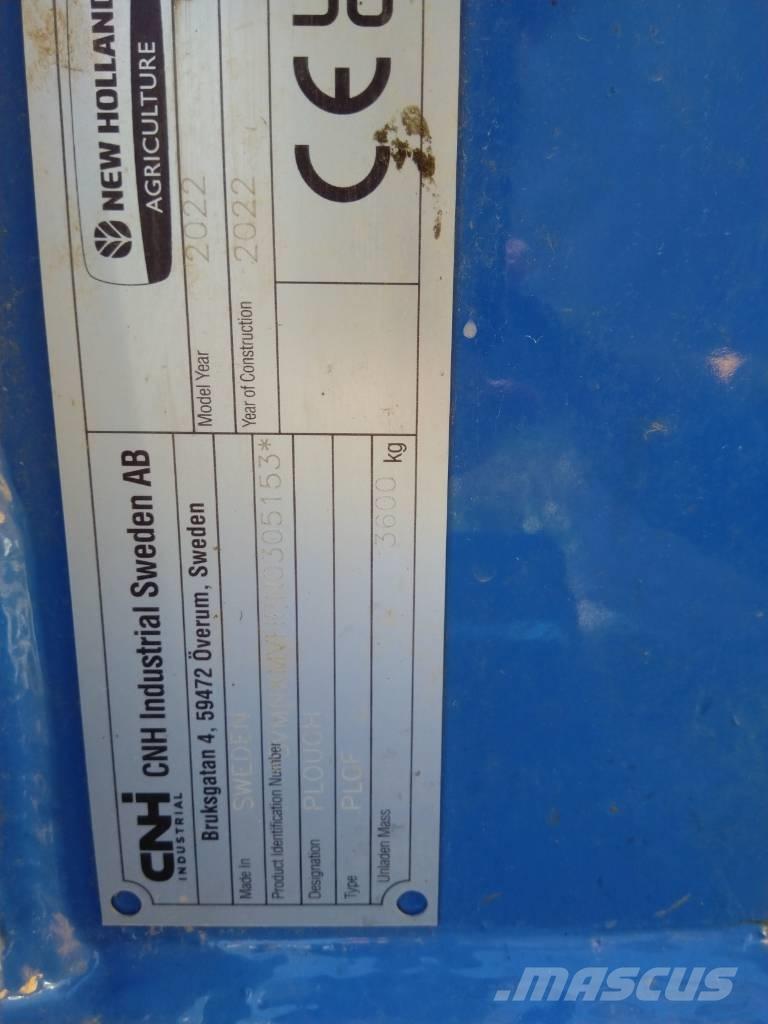 CNH INDUSTRIAL
CNH Industrial Sweden AB
NEW HOLLAND
AGRICULTURE
Bruksgatan 4, 59472 Överum, Sweden
Model Year 2022
Made In SWEDEN
Year of Construction 2022
Product Identification Number
Designation PLOUGH
CE
Type PLGF
Unladen Mass 3600 kg
MASCUS